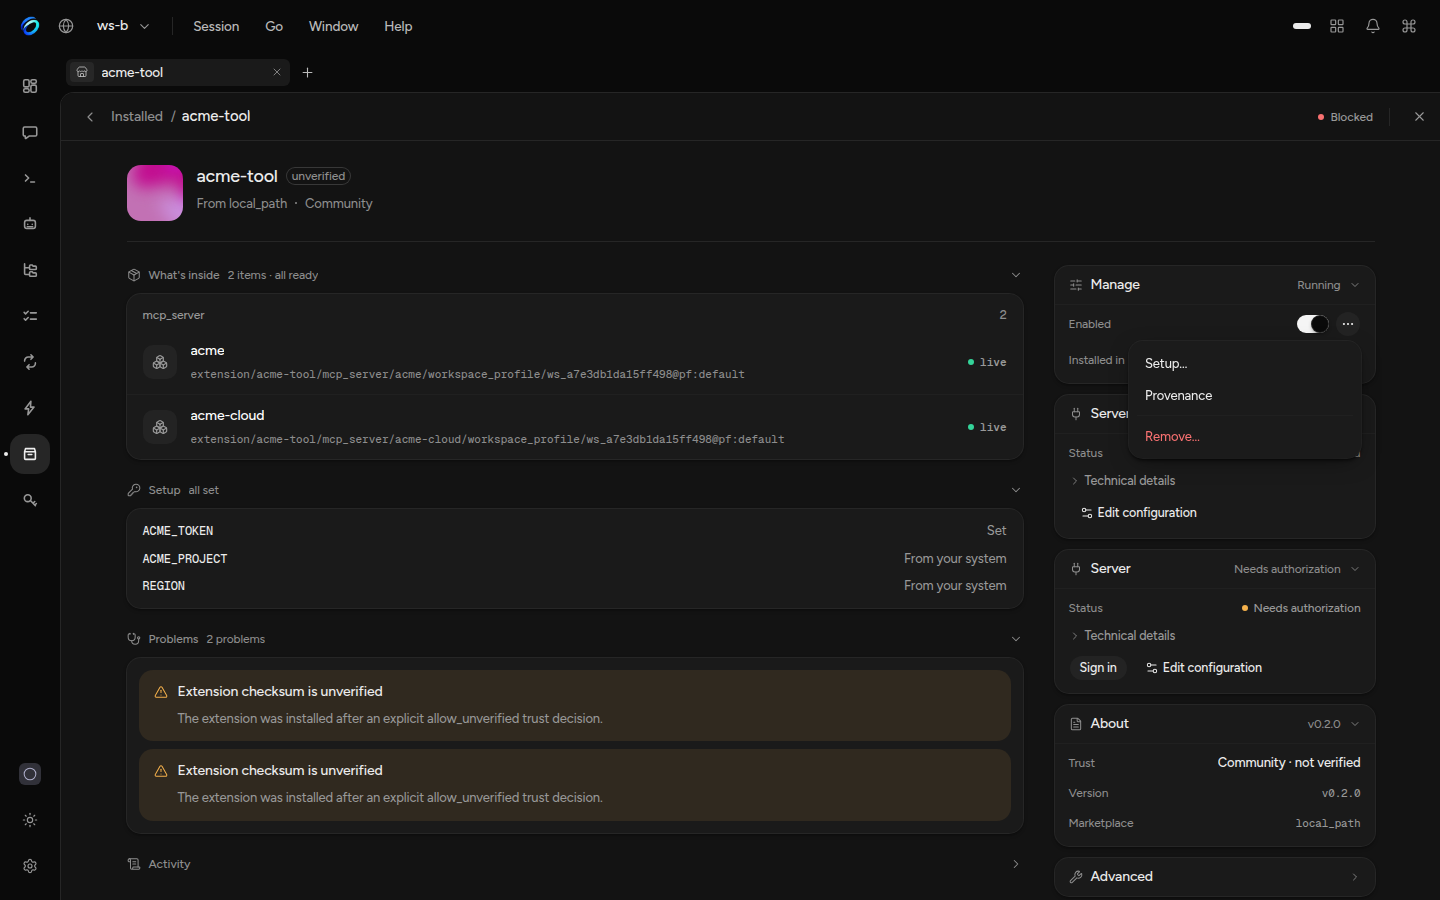 ws-b
Session
Go
Window
Help
acme-tool
Installed / acme-tool
Blocked
acme-tool
unverified
From local_path · Community
What's inside 2 items · all ready
mcp_server
2
acme
extension/acme-tool/mcp_server/acme/workspace_profile/ws_a7e3db1da15ff498@pf:default
live
acme-cloud
extension/acme-tool/mcp_server/acme-cloud/workspace_profile/ws_a7e3db1da15ff498@pf:default
live
Setup all set
ACME_TOKEN
Set
ACME_PROJECT
From your system
REGION
From your system
Problems 2 problems
Extension checksum is unverified
The extension was installed after an explicit allow_unverified trust decision.
Extension checksum is unverified
The extension was installed after an explicit allow_unverified trust decision.
Activity
Manage
Running
Enabled
Installed in
Setup...
Provenance
Remove...
Server
Status
Technical details
Edit configuration
Server
Needs authorization
Status
Needs authorization
Technical details
Sign in
Edit configuration
About
v0.2.0
Trust
Community · not verified
Version
v0.2.0
Marketplace
local_path
Advanced